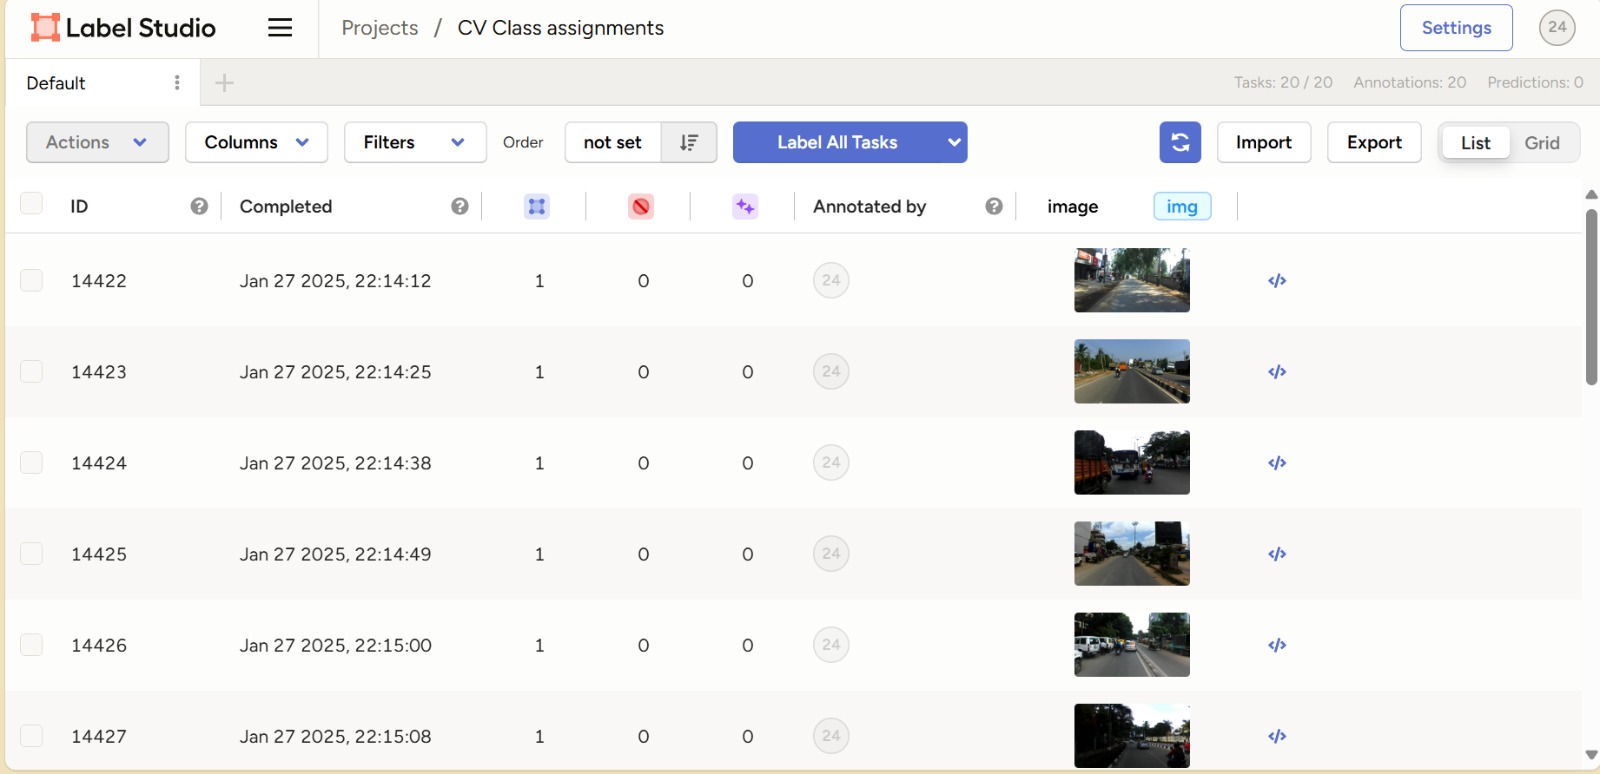 Label Studio Projects / CV Class assignments Settings 24
Default Tasks: 20 / 20 Annotations: 20 Predictions: 0
Actions Columns Filters Order not set Label All Tasks Import Export List Grid
ID Completed Annotated by image img
14422 Jan 27 2025, 22:14:12 1 0 0 24 </>
14423 Jan 27 2025, 22:14:25 1 0 0 24 </>
14424 Jan 27 2025, 22:14:38 1 0 0 24 </>
14425 Jan 27 2025, 22:14:49 1 0 0 24 </>
14426 Jan 27 2025, 22:15:00 1 0 0 24 </>
14427 Jan 27 2025, 22:15:08 1 0 0 24 </>